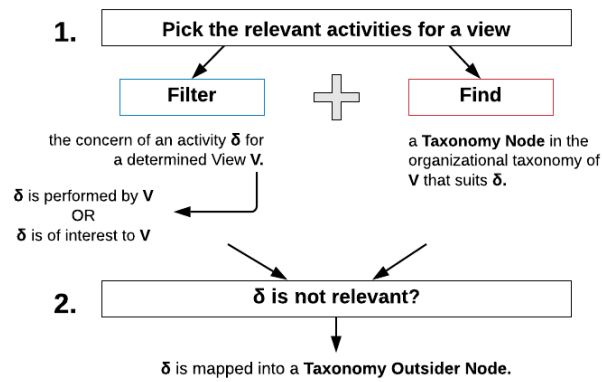 1.
Pick the relevant activities for a view
Filter
Find
the concern of an activity δ for
a determined View V.
a Taxonomy Node in the
organizational taxonomy of
V that suits δ.
δ is performed by V
OR
δ is of interest to V
2.
δ is not relevant?
δ is mapped into a Taxonomy Outsider Node.